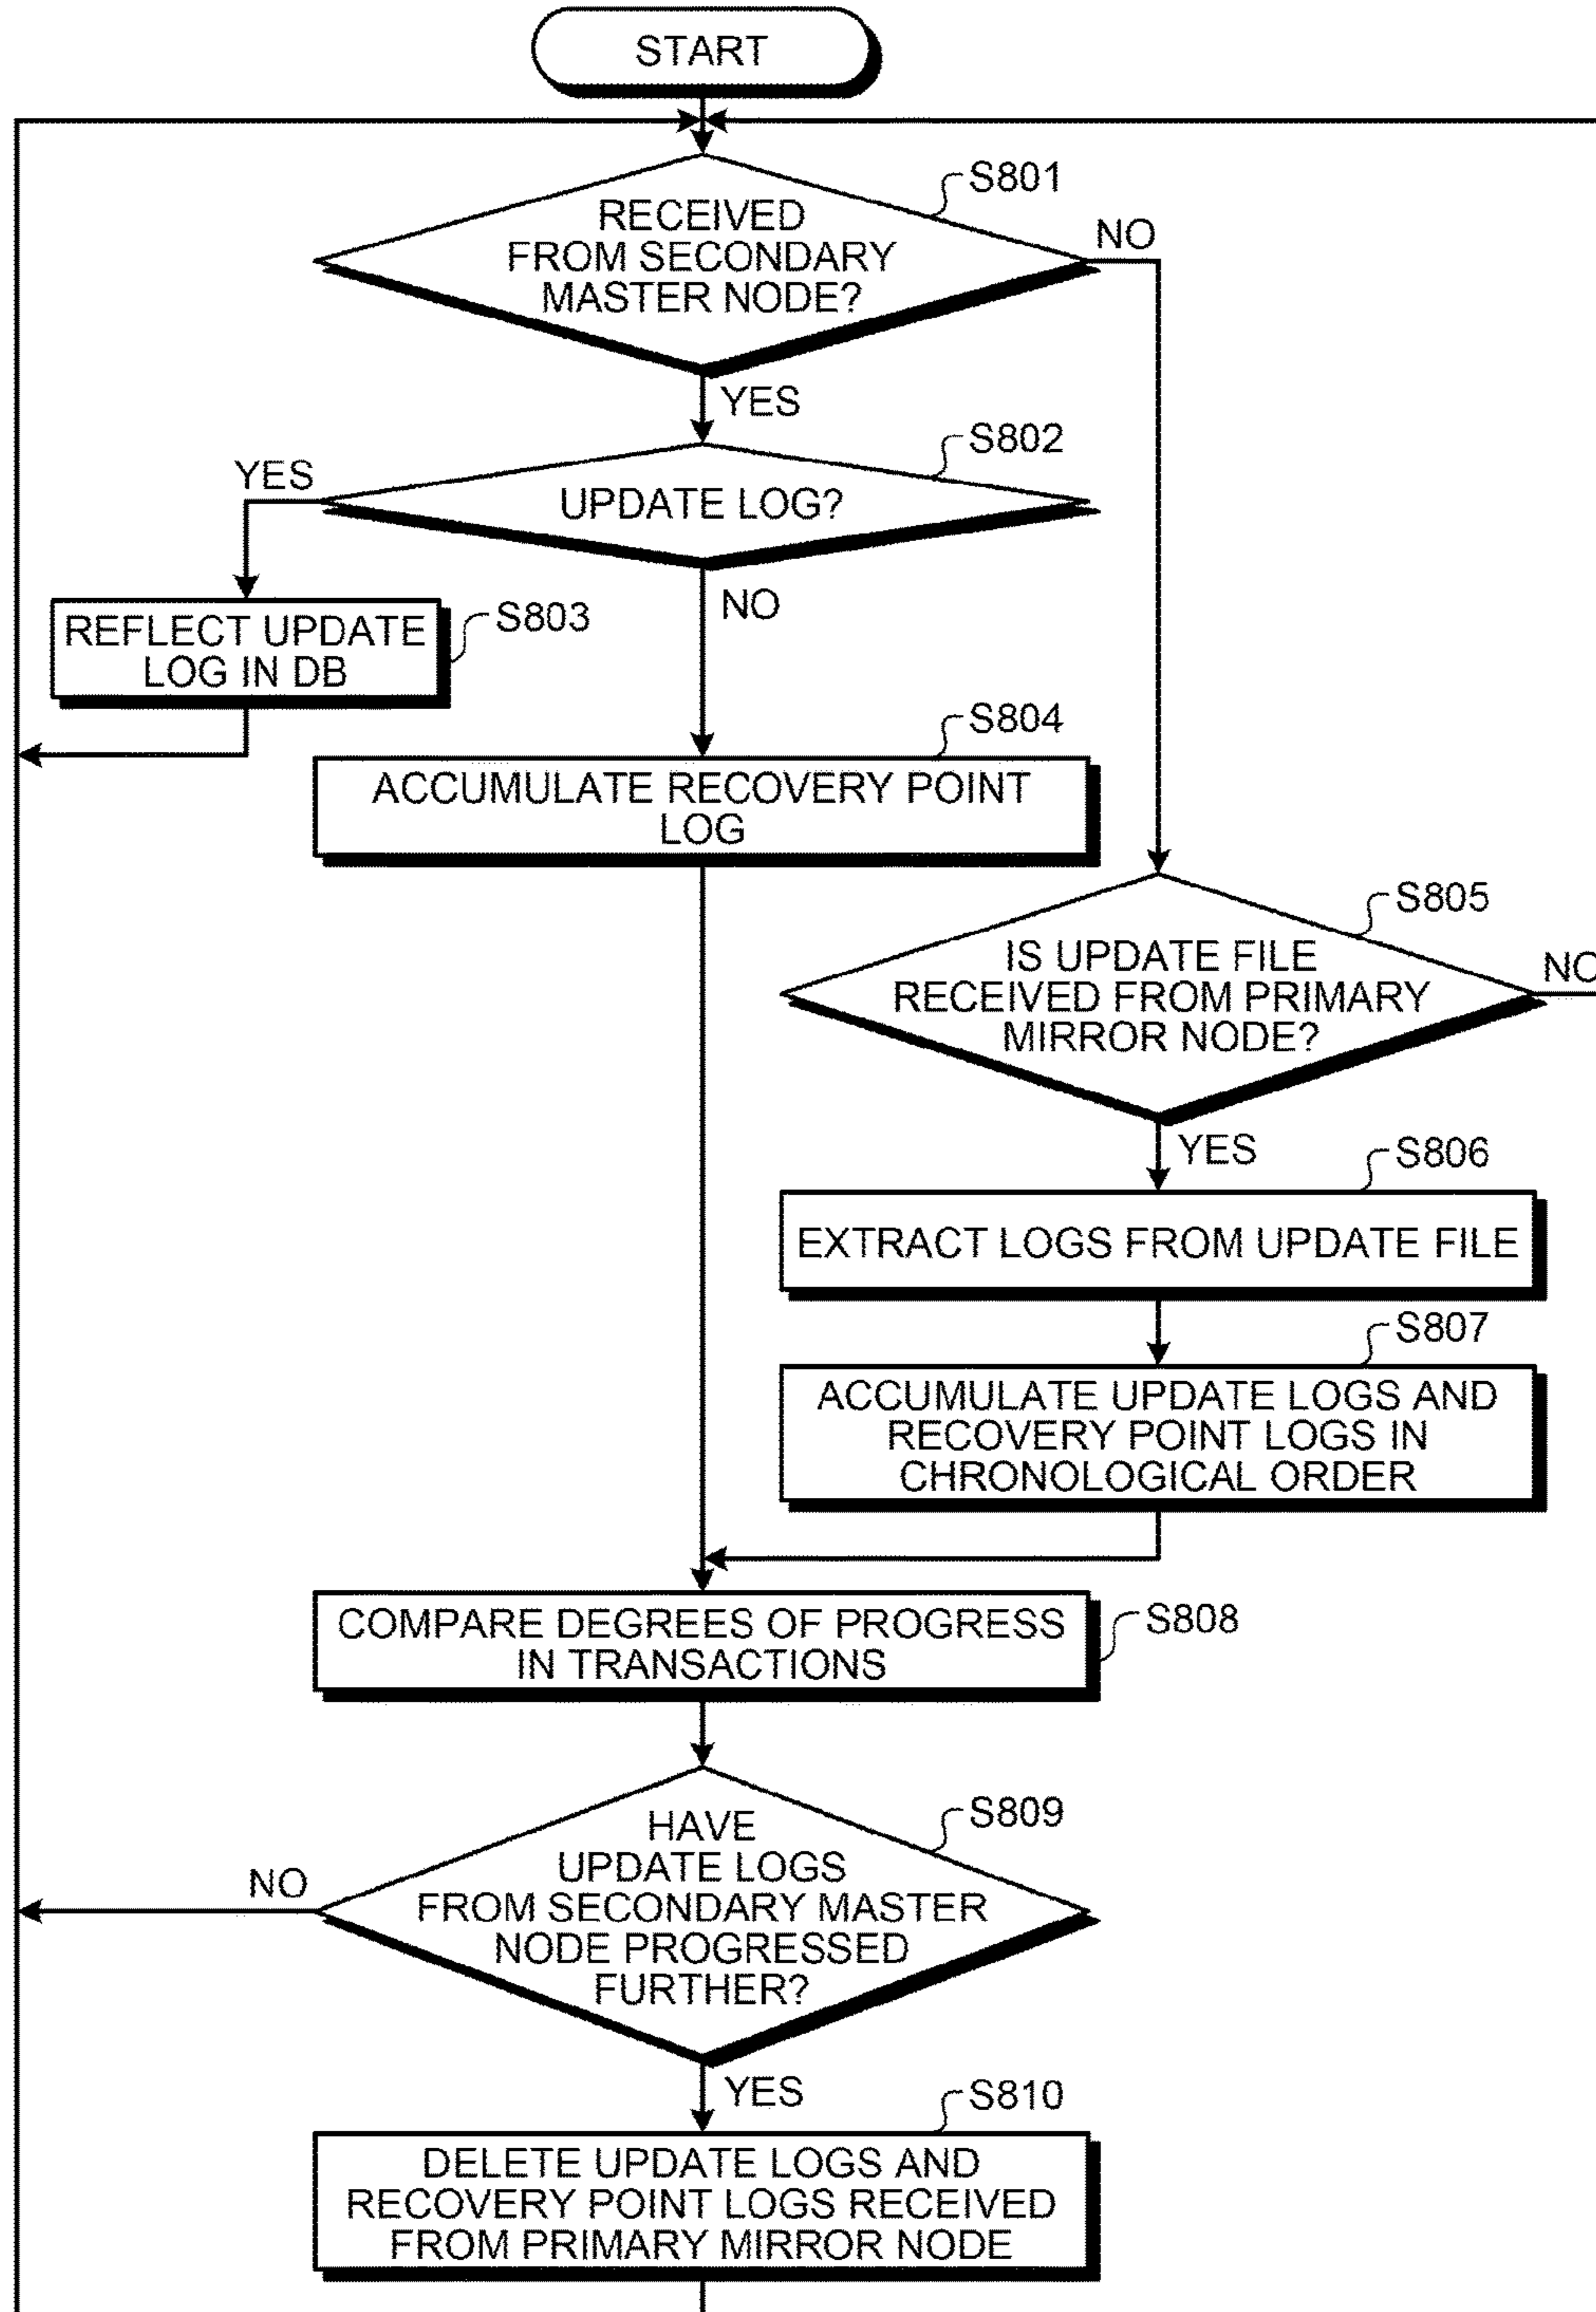 START
S801
RECEIVED
FROM SECONDARY
MASTER NODE?
NO
YES
S802
YES
UPDATE LOG?
NO
S803
REFLECT UPDATE
LOG IN DB
S804
ACCUMULATE RECOVERY POINT
LOG
S805
IS UPDATE FILE
RECEIVED FROM PRIMARY
MIRROR NODE?
NO
YES
S806
EXTRACT LOGS FROM UPDATE FILE
S807
ACCUMULATE UPDATE LOGS AND
RECOVERY POINT LOGS IN
CHRONOLOGICAL ORDER
COMPARE DEGREES OF PROGRESS
IN TRANSACTIONS
S808
S809
HAVE
UPDATE LOGS
FROM SECONDARY MASTER
NODE PROGRESSED
FURTHER?
NO
YES
S810
DELETE UPDATE LOGS AND
RECOVERY POINT LOGS RECEIVED
FROM PRIMARY MIRROR NODE